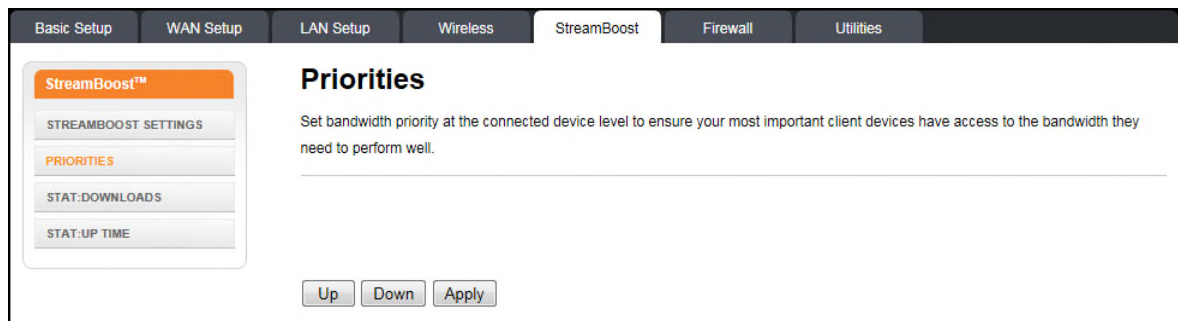 Basic Setup WAN Setup LAN Setup Wireless StreamBoost Firewall Utilities
StreamBoost™
STREAMBOOST SETTINGS
PRIORITIES
STAT:DOWNLOADS
STAT:UP TIME
Priorities
Set bandwidth priority at the connected device level to ensure your most important client devices have access to the bandwidth they
need to perform well.
Up Down Apply